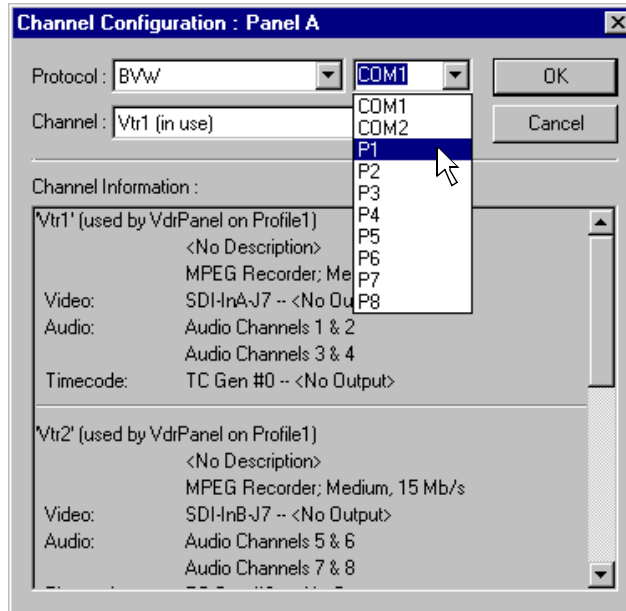 Channel Configuration : Panel A
Protocol : BVW COM1 OK
Channel : Vtr1 (in use) Cancel
COM1
COM2
P1
P2
P3
P4
P5
P6
P7
P8
Channel Information :
'Vtr1' (used by VdrPanel on Profile1)
<No Description>
MPEG Recorder; Me
Video: SDI-InA-J7 -- <No Ou
Audio: Audio Channels 1 & 2
Audio Channels 3 & 4
Timecode: TC Gen #0 -- <No Output>
'Vtr2' (used by VdrPanel on Profile1)
<No Description>
MPEG Recorder; Medium, 15 Mb/s
Video: SDI-InB-J7 -- <No Output>
Audio: Audio Channels 5 & 6
Audio Channels 7 & 8